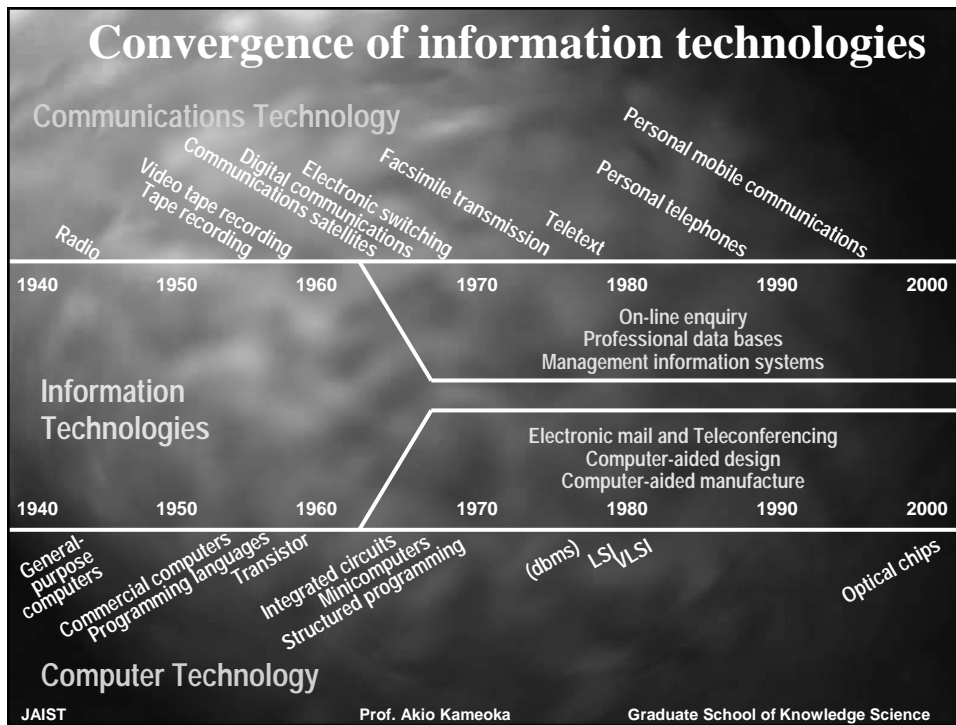 Convergence of information technologies
Communications Technology
Radio
Video tape recording
Tape recording
Digital communications
Communications satellites
Electronic switching
Facsimile transmission
Teletext
Personal telephones
Personal mobile communications
1940 1950 1960 1970 1980 1990 2000
On-line enquiry
Professional data bases
Management information systems
Information
Technologies
Electronic mail and Teleconferencing
Computer-aided design
Computer-aided manufacture
1940 1950 1960 1970 1980 1990 2000
General-
purpose
computers
Commercial computers
Programming languages
Transistor
Integrated circuits
Minicomputers
Structured programming
(dbms)
LSI
VLSI
Optical chips
Computer Technology
JAIST Prof. Akio Kameoka Graduate School of Knowledge Science